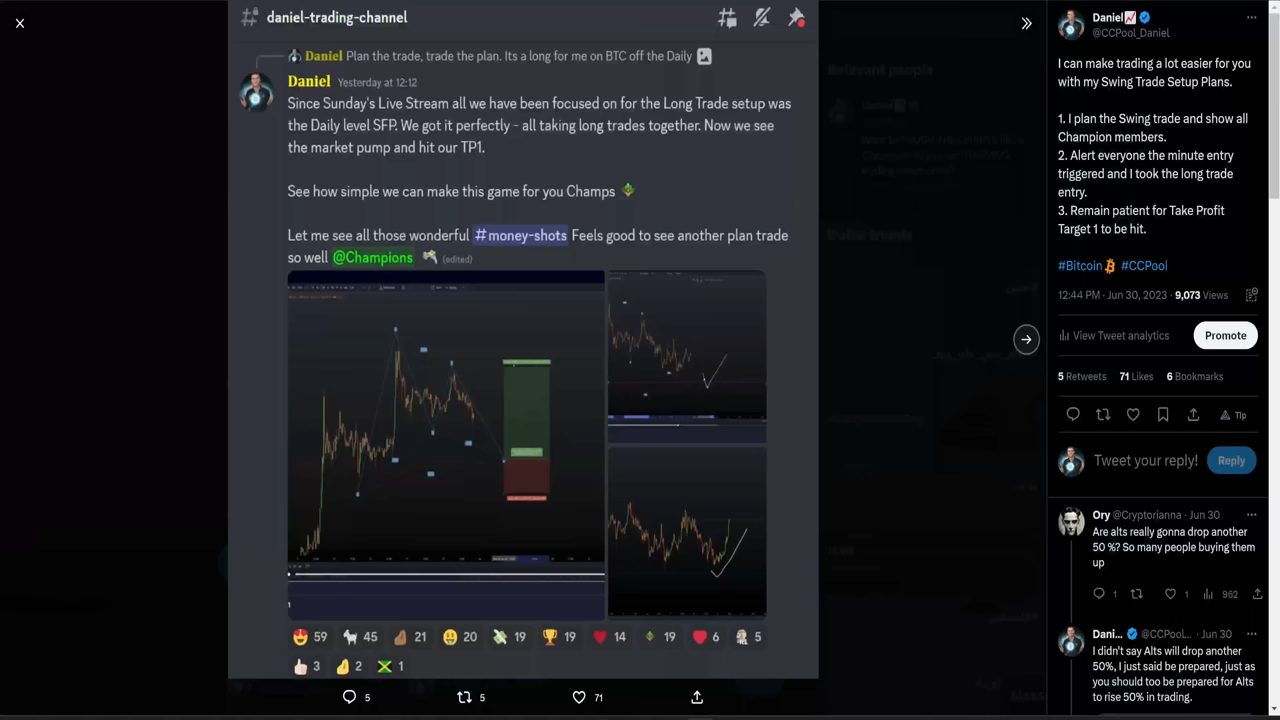 daniel-trading-channel
Daniel Plan the trade, trade the plan. Its a long for me on BTC off the Daily
Daniel Yesterday at 12:12
Since Sunday's Live Stream all we have been focused on for the Long Trade setup was
the Daily level SFP. We got it perfectly - all taking long trades together. Now we see
the market pump and hit our TP1.
See how simple we can make this game for you Champs
Let me see all those wonderful #money-shots Feels good to see another plan trade
so well @Champions (edited)
59 45 21 20 19 19 14 19 6 5
3 2 1
5 5 71
Daniel
@CCPool_Daniel
I can make trading a lot easier for you
with my Swing Trade Setup Plans.
1. I plan the Swing trade and show all
Champion members.
2. Alert everyone the minute entry
triggered and I took the long trade
entry.
3. Remain patient for Take Profit
Target 1 to be hit.
#Bitcoin #CCPool
12:44 PM · Jun 30, 2023 · 9,073 Views
View Tweet analytics
Promote
5 Retweets 71 Likes 6 Bookmarks
Tip
Tweet your reply!
Reply
Ory @Cryptorianna · Jun 30
Are alts really gonna drop another
50 %? So many people buying them
up
1 1 962
Dani... @CCPool... · Jun 30
I didn't say Alts will drop another
50%, I just said be prepared, just as
you should too be prepared for Alts
to rise 50% in trading.
Relevant people